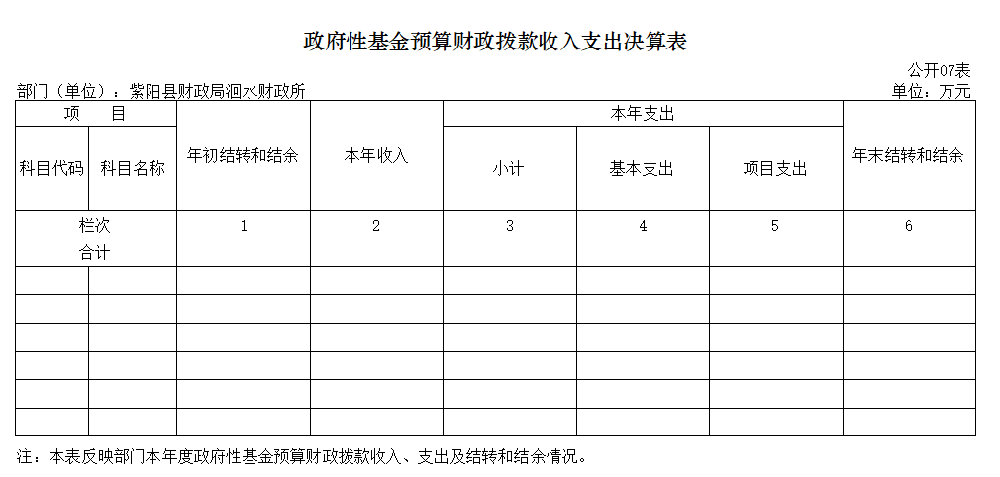 政府性基金预算财政拨款收入支出决算表
公开07表
部门（单位）：紫阳县财政局洄水财政所 单位：万元
项 目 年初结转和结余 本年收入 本年支出 年末结转和结余
科目代码 科目名称 小计 基本支出 项目支出
栏次 1 2 3 4 5 6
合计
注：本表反映部门本年度政府性基金预算财政拨款收入、支出及结转和结余情况。